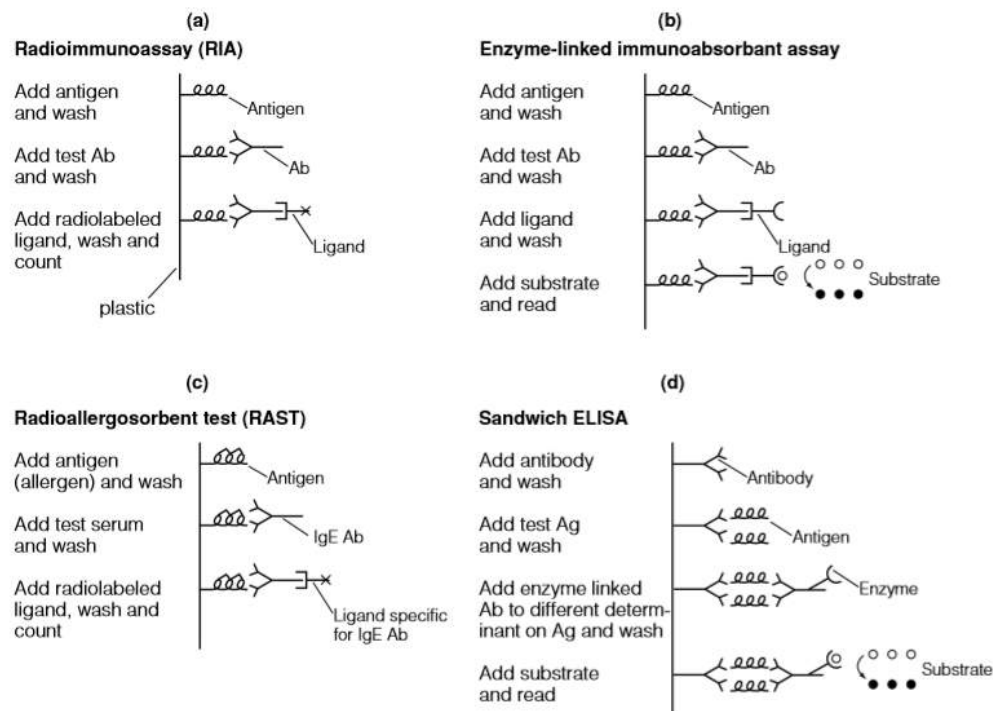 (a)
Radioimmunoassay (RIA)
Add antigen
and wash
Antigen
Add test Ab
and wash
Ab
Add radiolabeled
ligand, wash and
count
Ligand
plastic
(b)
Enzyme-linked immunoabsorbant assay
Add antigen
and wash
Antigen
Add test Ab
and wash
Ab
Add ligand
and wash
Ligand
Add substrate
and read
Substrate
(c)
Radioallergosorbent test (RAST)
Add antigen
(allergen) and wash
Antigen
Add test serum
and wash
IgE Ab
Add radiolabeled
ligand, wash and
count
Ligand specific
for IgE Ab
(d)
Sandwich ELISA
Add antibody
and wash
Antibody
Add test Ag
and wash
Antigen
Add enzyme linked
Ab to different determ-
inant on Ag and wash
Enzyme
Add substrate
and read
Substrate